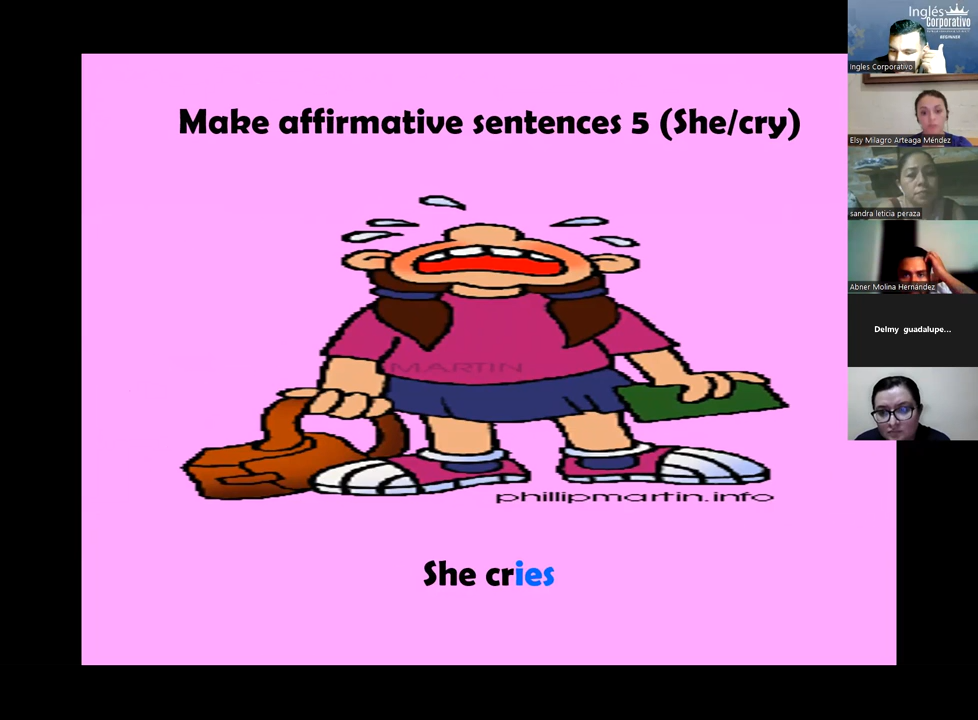 Make affirmative sentences 5 (She/cry)
MARTIN
phillipmartin.info
She cries
Inglés
Corporativo
BEGINNER
Ingles Corporativo
Elsy Milagro Arteaga Méndez
sandra leticia peraza
Abner Molina Hernández
Delmy guadalupe...